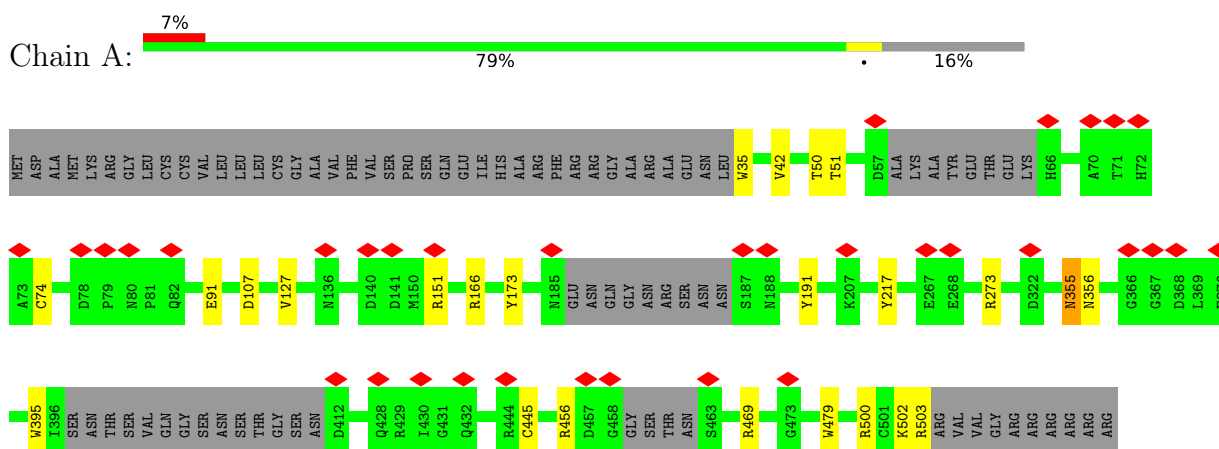 7%
Chain A:
79%
16%
MET ASP ALA MET LYS ARG GLY LEU CYS CYS VAL LEU LEU LEU CYS GLY ALA VAL PHE VAL SER PRO SER GLN GLU ILE HIS ALA ARG PHE ARG ARG GLY ALA ARG ALA GLU ASN LEU W35 V42 T50 T51 D57 ALA LYS ALA TYR GLU THR GLU LYS H66 A70 T71 H72
A73 C74 D78 P79 N80 P81 Q82 E91 D107 V127 N136 D140 D141 M150 R151 R166 Y173 N185 GLU ASN GLN GLY ASN ARG SER ASN ASN S187 N188 Y191 K207 Y217 E267 E268 R273 D322 N355 N356 G366 G367 D368 L369
W395 I396 SER ASN THR SER VAL GLN GLY SER ASN SER THR GLY SER ASN D412 Q428 R429 I430 G431 Q432 R444 C445 R456 D457 G458 GLY SER THR ASN S463 R469 G473 W479 R500 C501 K502 R503 ARG VAL VAL GLY ARG ARG ARG ARG ARG ARG